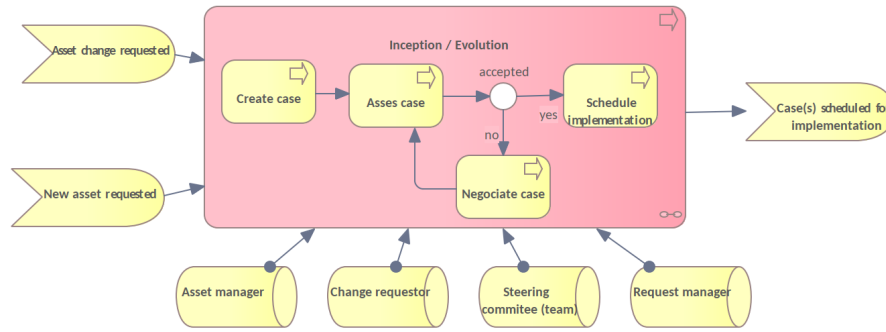 Asset change requested
Inception / Evolution
accepted
Create case
Asses case
Schedule
implementation
yes
no
Case(s) scheduled for
implementation
New asset requested
Negociate case
Asset manager
Change requestor
Steering
commitee (team)
Request manager